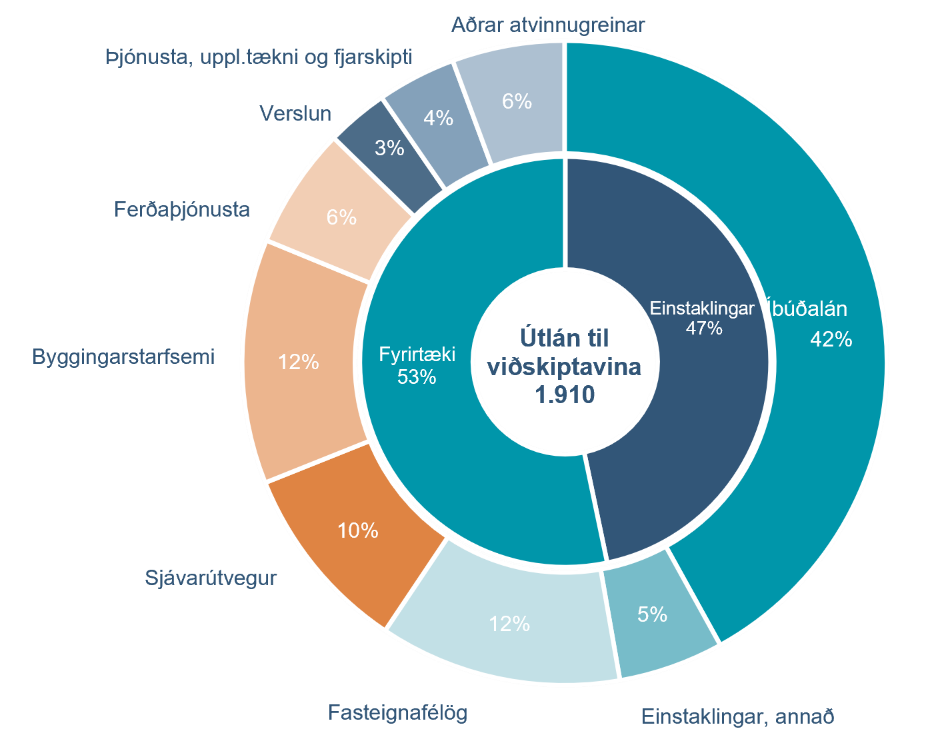 Aðrar atvinnugreinar
6%
Þjónusta, uppl.tækni og fjarskipti
4%
Verslun
3%
Ferðaþjónusta
6%
Byggingarstarfsemi
12%
Sjávarútvegur
10%
Fasteignafélög
12%
Einstaklingar, annað
5%
Íbúðalán
42%
Einstaklingar
47%
Fyrirtæki
53%
Útlán til
viðskiptavina
1.910